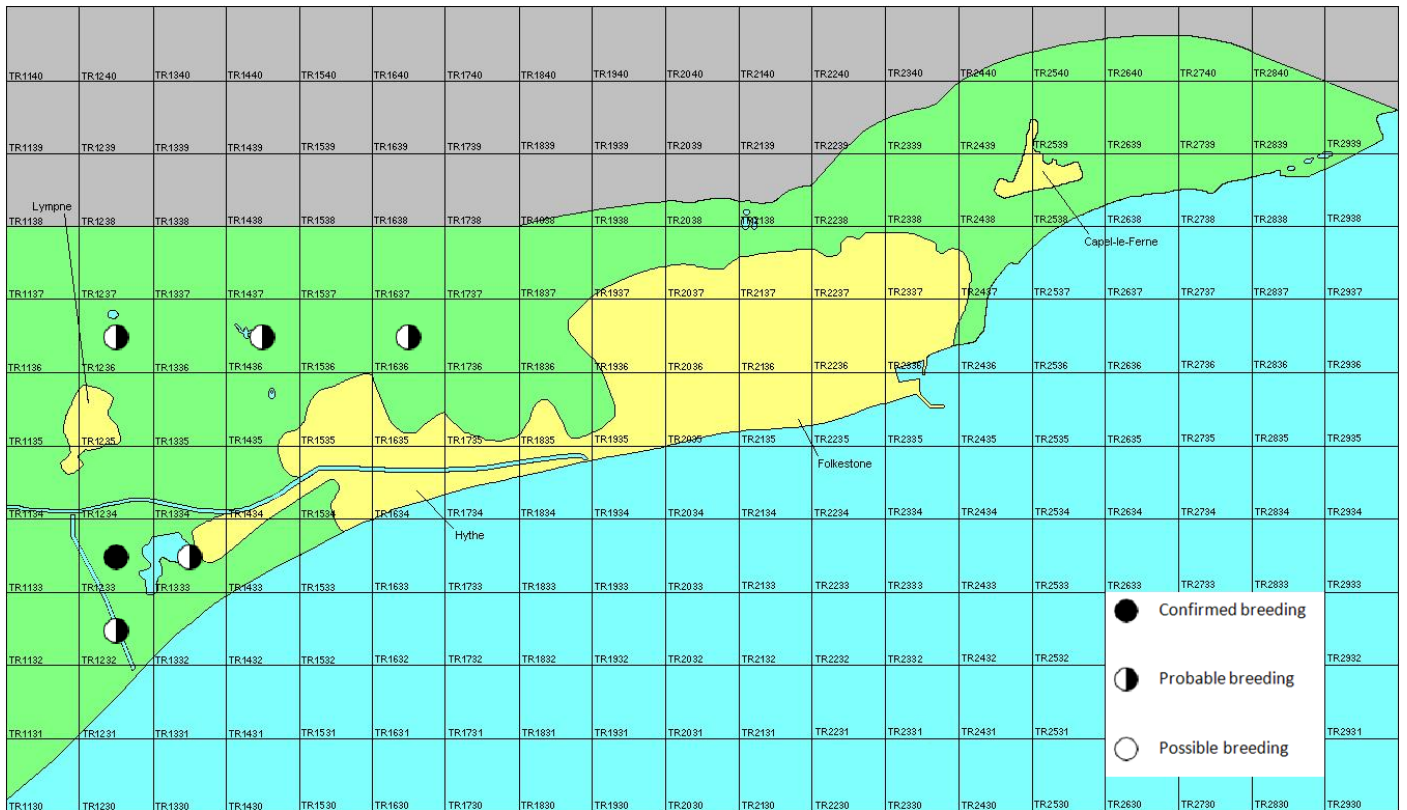 TR1140 TR1240 TR1340 TR1440 TR1540 TR1640 TR1740 TR1840 TR1940 TR2040 TR2140 TR2240 TR2340 TR2440 TR2540 TR2640 TR2740 TR2840
TR1139 TR1239 TR1339 TR1439 TR1539 TR1639 TR1739 TR1839 TR1939 TR2039 TR2139 TR2239 TR2339 TR2439 TR2539 TR2639 TR2739 TR2839 TR2939
Lympne
TR1138 TR1238 TR1338 TR1438 TR1538 TR1638 TR1738 TR1838 TR1938 TR2038 TR2138 TR2238 TR2338 TR2438 TR2538 TR2638 TR2738 TR2838 TR2938
Capel-le-Ferne
TR1137 TR1237 TR1337 TR1437 TR1537 TR1637 TR1737 TR1837 TR1937 TR2037 TR2137 TR2237 TR2337 TR2437 TR2537 TR2637 TR2737 TR2837 TR2937
TR1136 TR1236 TR1336 TR1436 TR1536 TR1636 TR1736 TR1836 TR1936 TR2036 TR2136 TR2236 TR2336 TR2436 TR2536 TR2636 TR2736 TR2836 TR2936
TR1135 TR1235 TR1335 TR1435 TR1535 TR1635 TR1735 TR1835 TR1935 TR2035 TR2135 TR2235 TR2335 TR2435 TR2535 TR2635 TR2735 TR2835 TR2935
Folkestone
TR1134 TR1234 TR1334 TR1434 TR1534 TR1634 TR1734 TR1834 TR1934 TR2034 TR2134 TR2234 TR2334 TR2434 TR2534 TR2634 TR2734 TR2834 TR2934
Hythe
TR1133 TR1233 TR1333 TR1433 TR1533 TR1633 TR1733 TR1833 TR1933 TR2033 TR2133 TR2233 TR2333 TR2433 TR2533 TR2633 TR2733 TR2833 TR2933
Confirmed breeding
TR1132 TR1232 TR1332 TR1432 TR1532 TR1632 TR1732 TR1832 TR1932 TR2032 TR2132 TR2232 TR2332 TR2432 TR2532 TR2932
Probable breeding
TR1131 TR1231 TR1331 TR1431 TR1531 TR1631 TR1731 TR1831 TR1931 TR2031 TR2131 TR2231 TR2331 TR2431 TR2531 TR2931
Possible breeding
TR1130 TR1230 TR1330 TR1430 TR1530 TR1630 TR1730 TR1830 TR1930 TR2030 TR2130 TR2230 TR2330 TR2430 TR2530 TR2630 TR2730 TR2830 TR2930